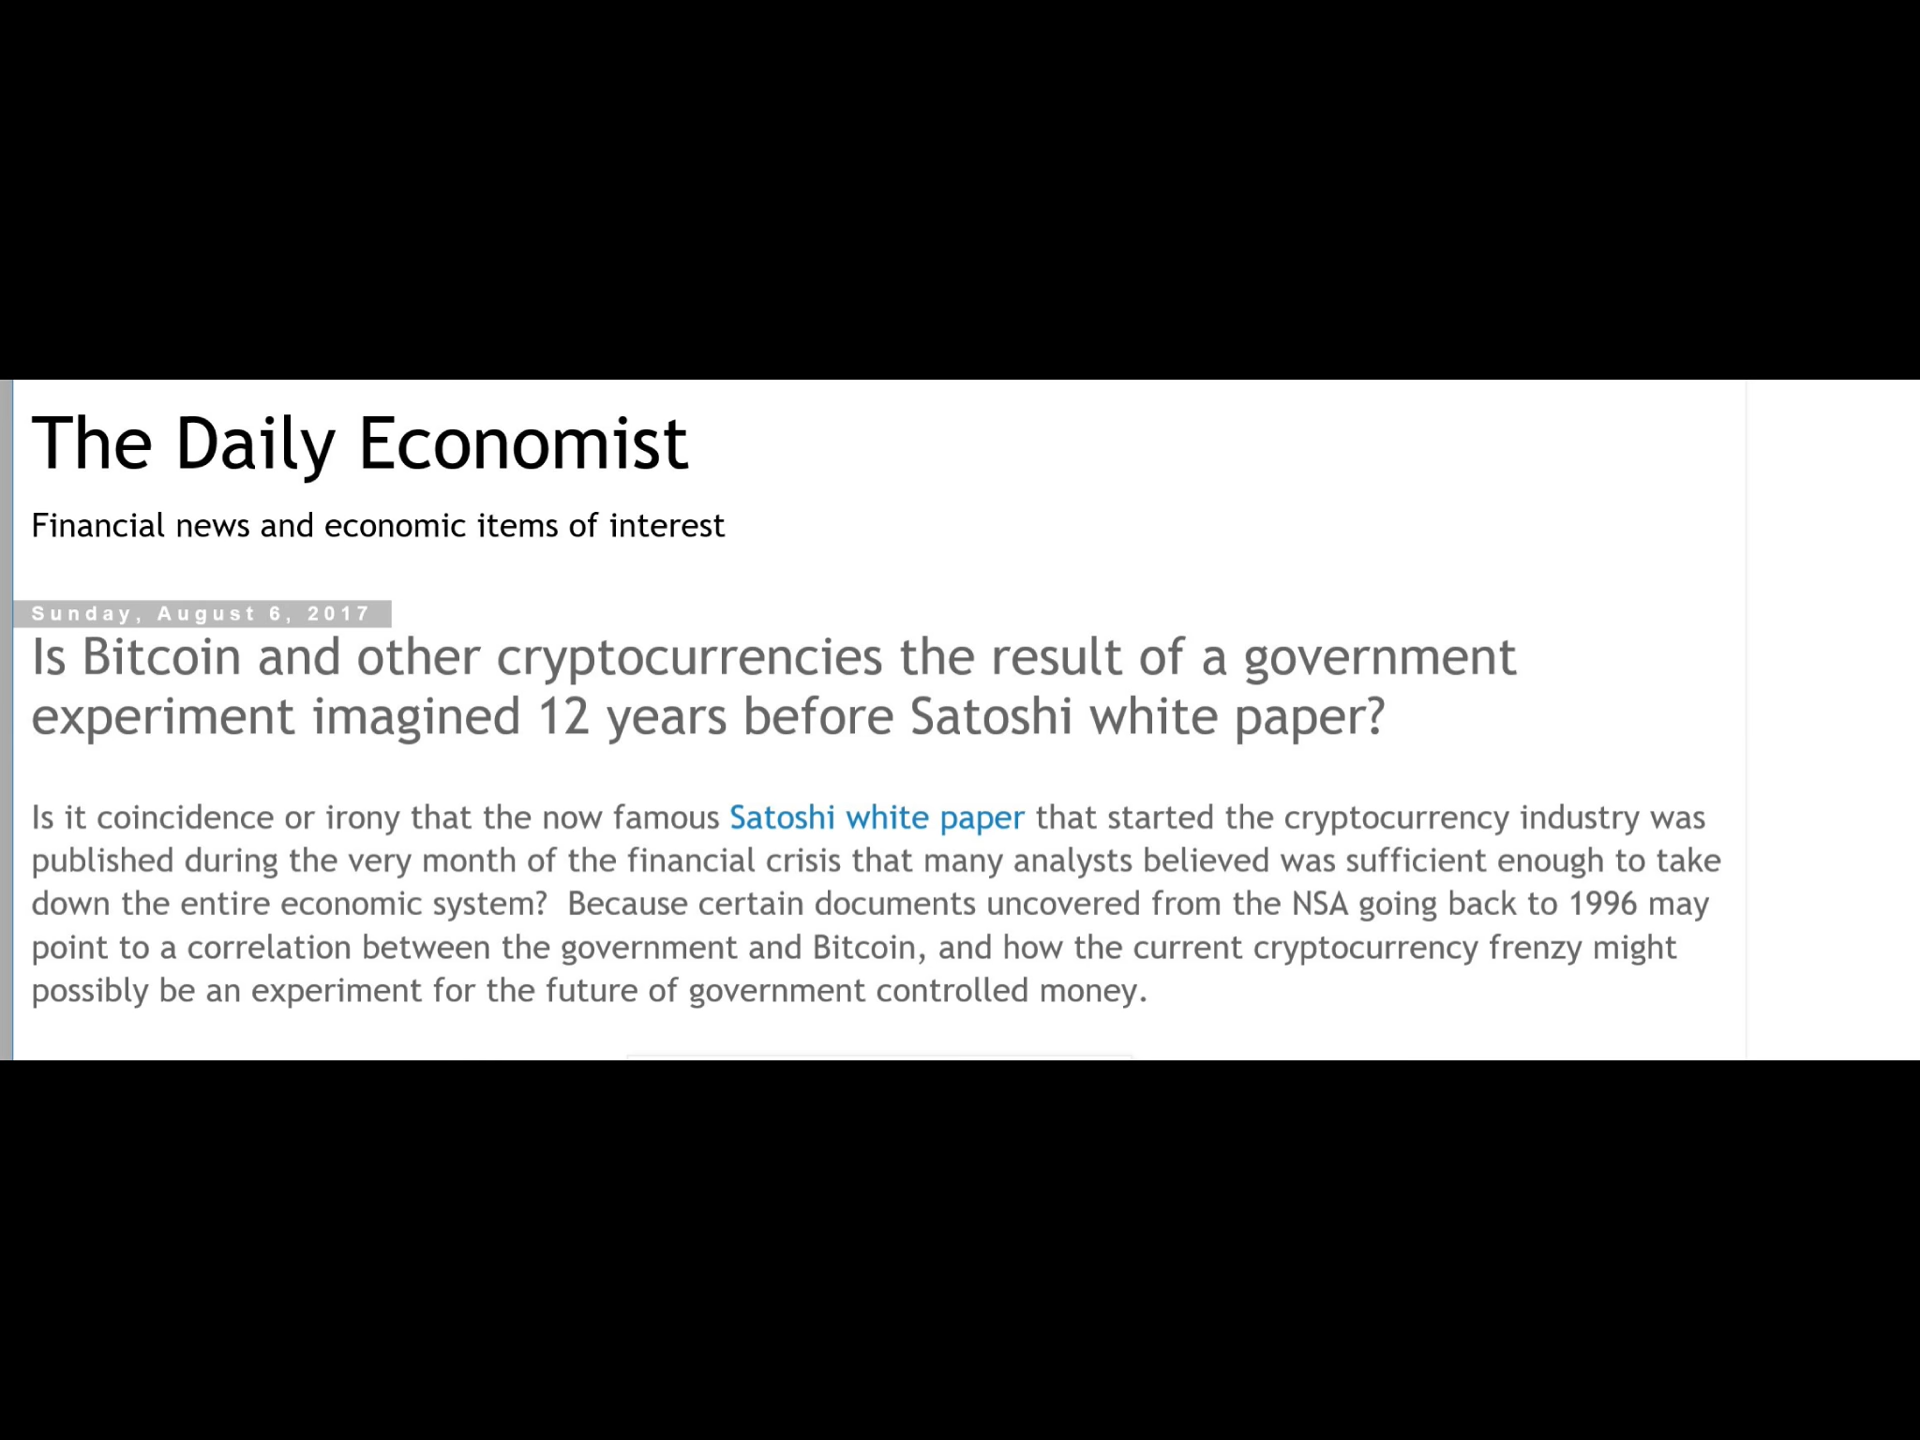 The Daily Economist
Financial news and economic items of interest
Sunday, August 6, 2017
Is Bitcoin and other cryptocurrencies the result of a government
experiment imagined 12 years before Satoshi white paper?
Is it coincidence or irony that the now famous Satoshi white paper that started the cryptocurrency industry was
published during the very month of the financial crisis that many analysts believed was sufficient enough to take
down the entire economic system?  Because certain documents uncovered from the NSA going back to 1996 may
point to a correlation between the government and Bitcoin, and how the current cryptocurrency frenzy might
possibly be an experiment for the future of government controlled money.